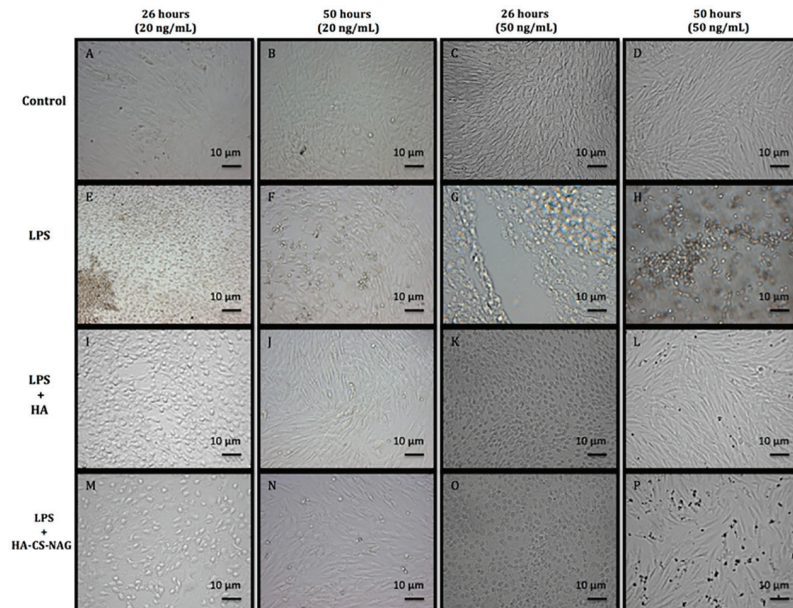 26 hours
(20 ng/mL)
50 hours
(20 ng/mL)
26 hours
(50 ng/mL)
50 hours
(50 ng/mL)
Control
A
10 µm
B
10 µm
C
10 µm
D
10 µm
LPS
E
10 µm
F
10 µm
G
10 µm
H
10 µm
LPS
+
HA
I
10 µm
J
10 µm
K
10 µm
L
10 µm
LPS
+
HA-CS-NAG
M
10 µm
N
10 µm
O
10 µm
P
10 µm